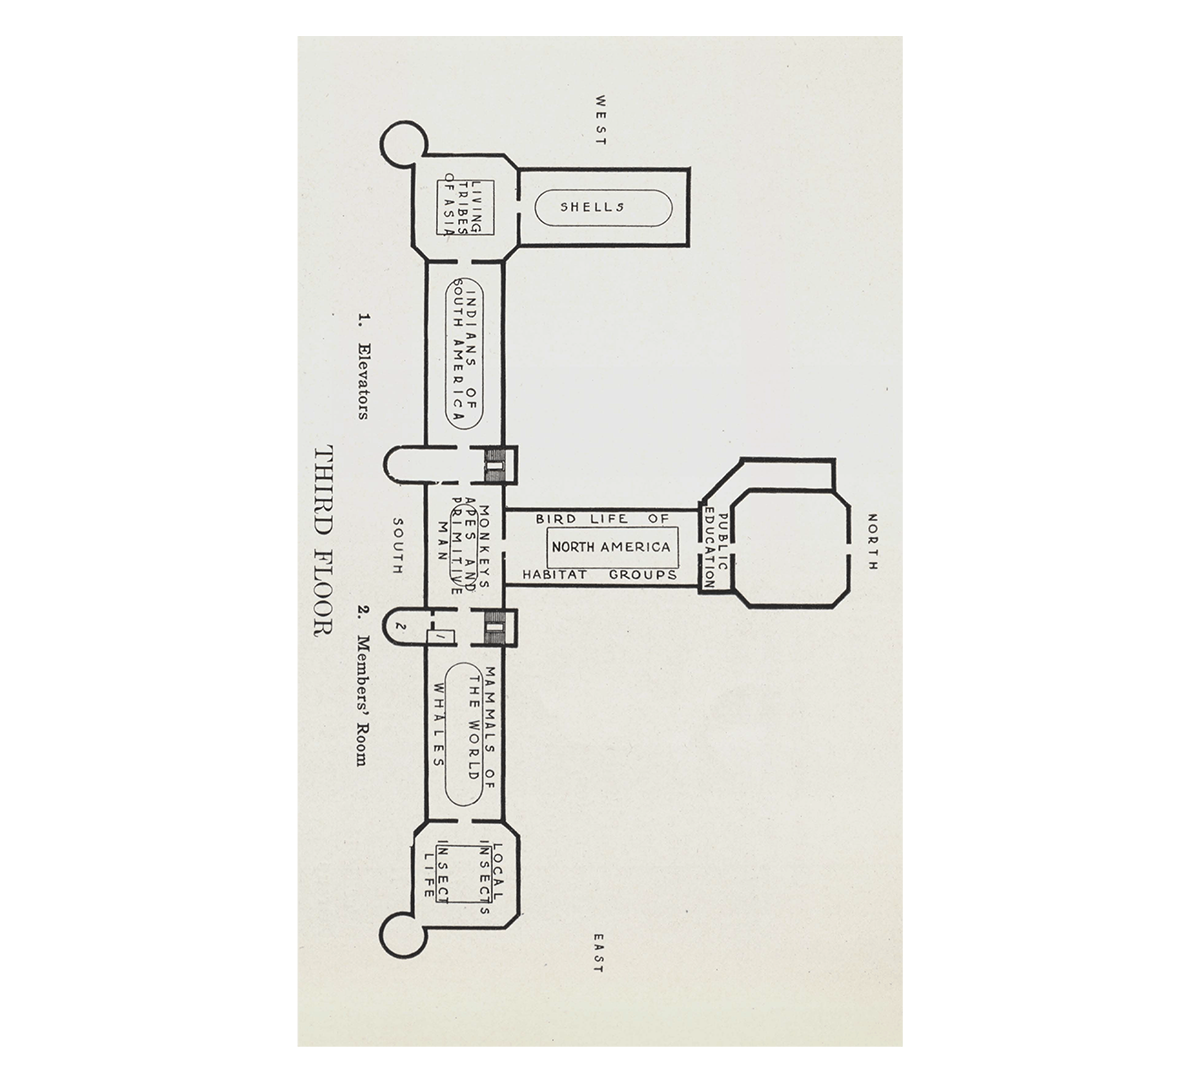 WEST
SHELLS
LIVING
TRIBES
OF ASIA
INDIANS OF
SOUTH AMERICA
NORTH
PUBLIC
EDUCATION
BIRD LIFE OF
NORTH AMERICA
HABITAT GROUPS
MONKEYS
APES AND
PRIMITIVE
MAN
SOUTH
1
2
MAMMALS OF
THE WORLD
WHALES
LOCAL
INSECTS
INSECT
LIFE
EAST
1. Elevators
2. Members' Room
THIRD FLOOR